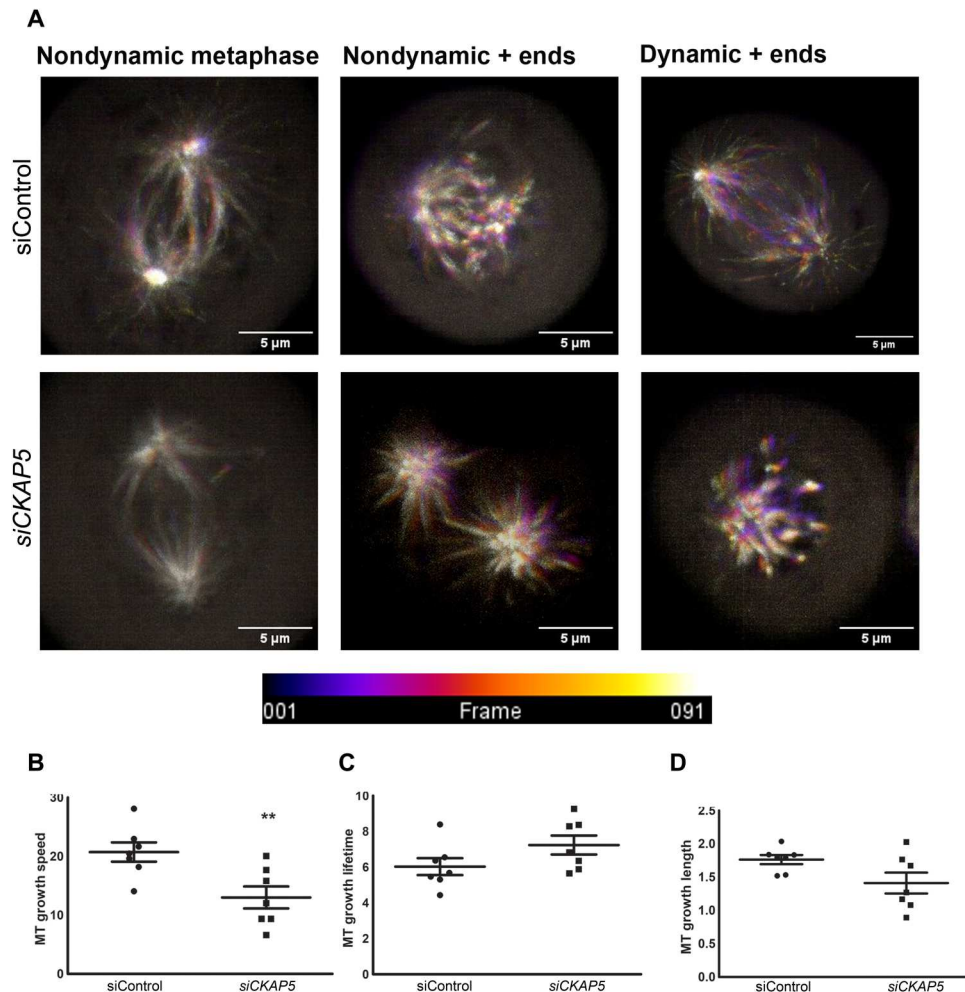 A
Nondynamic metaphase
Nondynamic + ends
Dynamic + ends
siControl
5 µm
5 µm
5 µm
siCKAP5
5 µm
5 µm
5 µm
001 Frame 091
B
MT growth speed
30
20
10
0
**
siControl
siCKAP5
C
MT growth lifetime
10
8
6
4
2
0
siControl
siCKAP5
D
MT growth length
2.5
2.0
1.5
1.0
0.5
0.0
siControl
siCKAP5